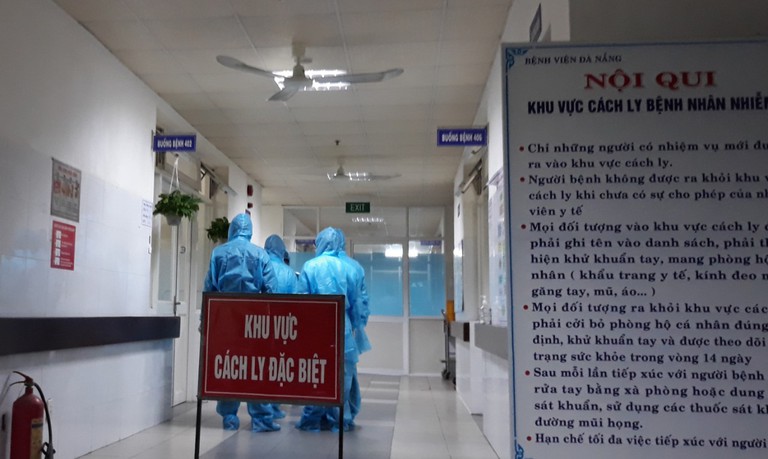 BUỒNG BỆNH 402
BUỒNG BỆNH 406
EXIT
KHU VỰC
CÁCH LY ĐẶC BIỆT
BỆNH VIỆN ĐÀ NẴNG
NỘI QUI
KHU VỰC CÁCH LY BỆNH NHÂN NHIỄ
• Chỉ những người có nhiệm vụ mới đư
ra vào khu vực cách ly.
• Người bệnh không được ra khỏi khu v
cách ly khi chưa có sự cho phép của nh
viên y tế
• Mọi đối tượng vào khu vực cách ly đ
phải ghi tên vào danh sách, phải th
hiện khử khuẩn tay, mang phòng hộ
nhân ( khẩu trang y tế, kính đeo m
găng tay, mũ, áo... )
• Mọi đối tượng ra khỏi khu vực các
phải cởi bỏ phòng hộ cá nhân đúng
định, khử khuẩn tay và được theo dõi
trạng sức khỏe trong vòng 14 ngày
• Sau mỗi lần tiếp xúc với người bệnh
rửa tay bằng xà phòng hoặc dung
sát khuẩn, sử dụng các thuốc sát k
đường mũi họng.
• Hạn chế tối đa việc tiếp xúc với người